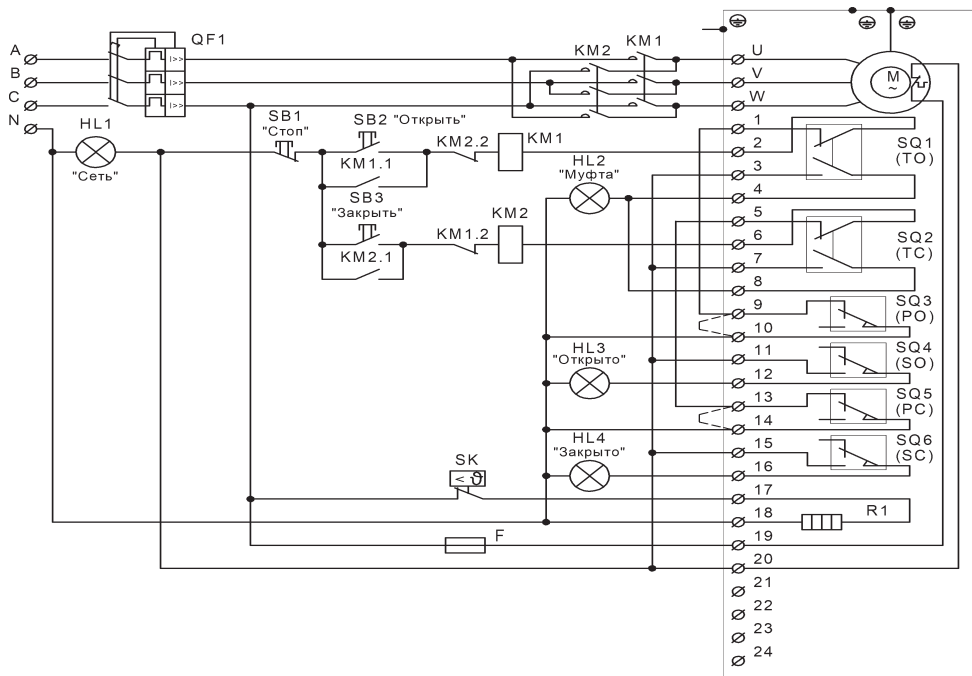 QF1
A
B
C
N
I>>
I>>
I>>
KM2
KM1
U
V
W
M
~
HL1
"Сеть"
SB1
"Стоп"
SB2 "Открыть"
KM1.1
KM2.2
KM1
SB3
"Закрыть"
KM2.1
KM1.2
KM2
HL2
"Муфта"
HL3
"Открыто"
HL4
"Закрыто"
SK
< ϑ
F
1
2
3
4
5
6
7
8
9
10
11
12
13
14
15
16
17
18
19
20
21
22
23
24
SQ1
(TO)
SQ2
(TC)
SQ3
(PO)
SQ4
(SO)
SQ5
(PC)
SQ6
(SC)
R1